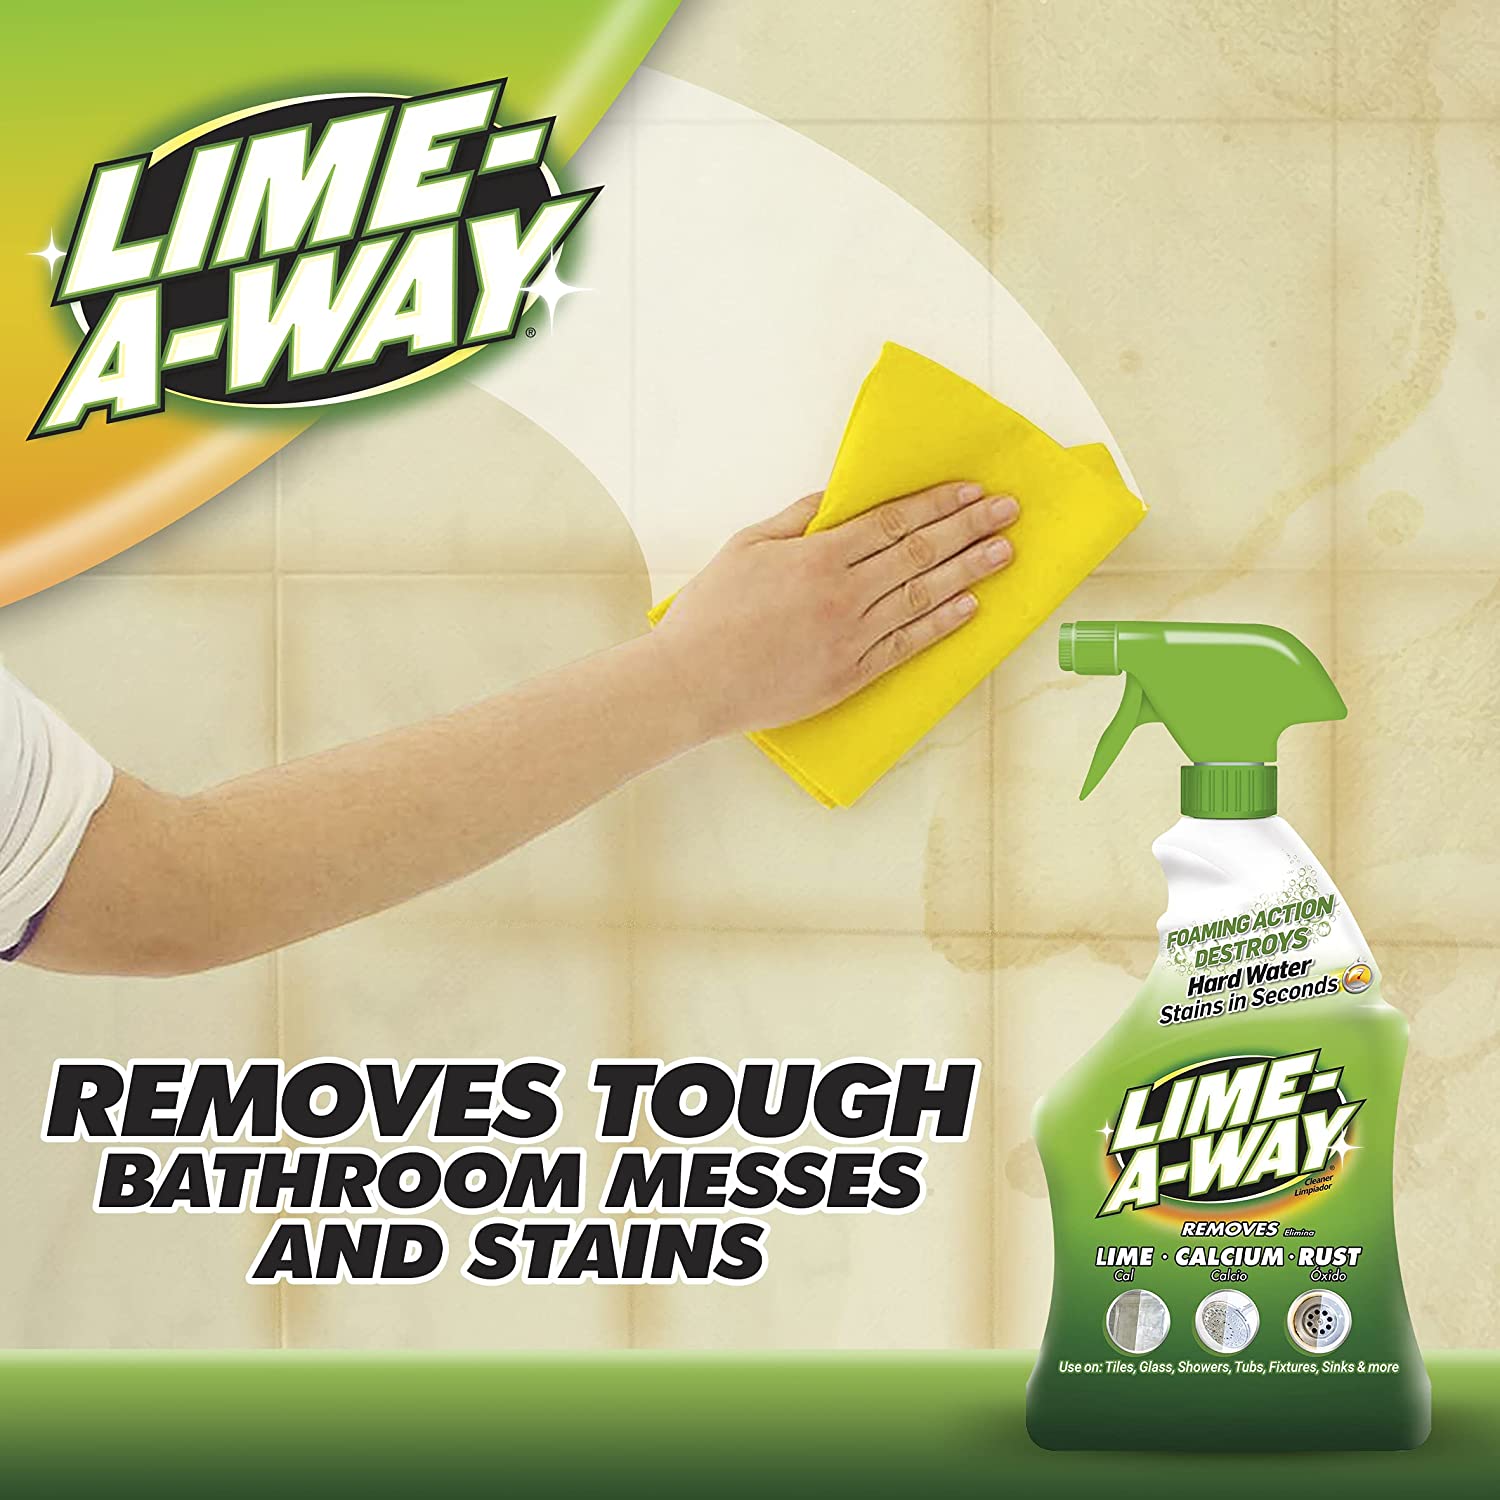 LIME-
A-WAY®
REMOVES TOUGH
BATHROOM MESSES
AND STAINS
FOAMING ACTION
DESTROYS
Hard Water
Stains in Seconds
LIME-
A-WAY®
Cleaner
Limpiador
REMOVES Elimina
LIME · CALCIUM · RUST
Cal Calcio Óxido
Use on: Tiles, Glass, Showers, Tubs, Fixtures, Sinks & more